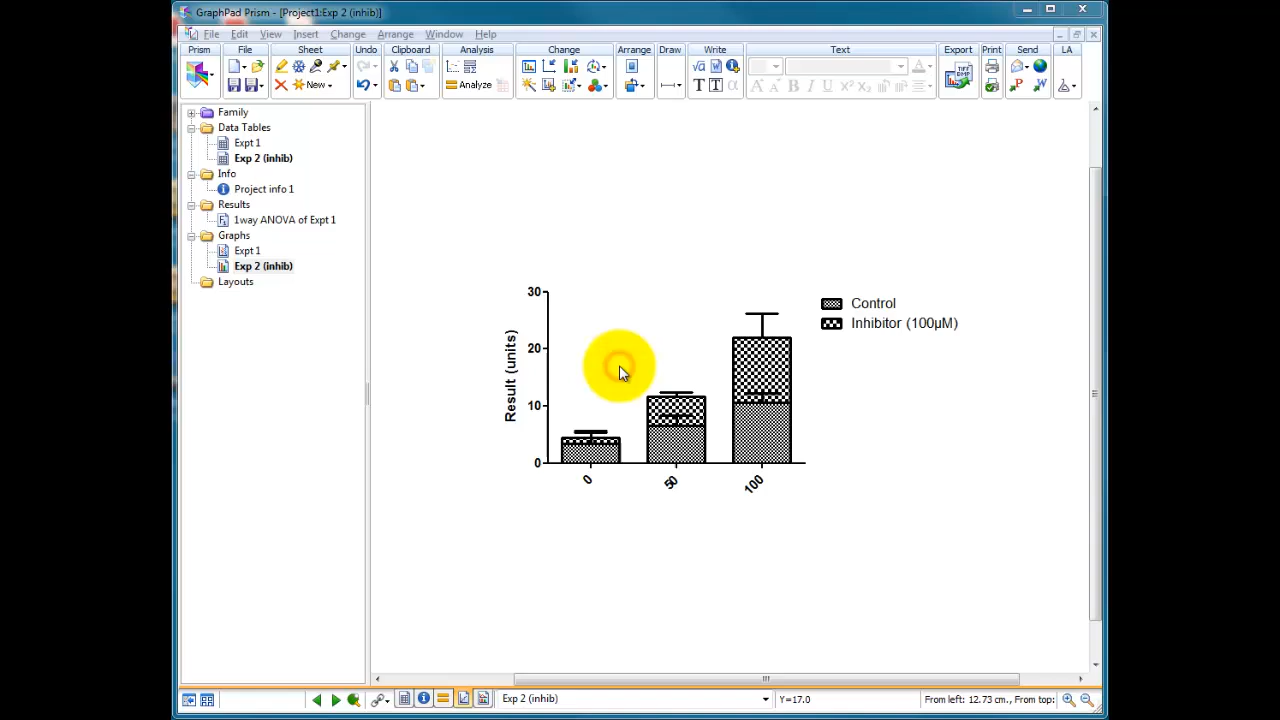 GraphPad Prism - [Project1:Exp 2 (inhib)]
File Edit View Insert Change Arrange Window Help
Prism File Sheet Undo Clipboard Analysis Change Arrange Draw Write Text Export Print Send LA
New
Analyze
Family
Data Tables
Expt 1
Exp 2 (inhib)
Info
Project info 1
Results
1way ANOVA of Expt 1
Graphs
Expt 1
Exp 2 (inhib)
Layouts
Result (units)
30
20
10
0
0 50 100
Control
Inhibitor (100µM)
Exp 2 (inhib) Y=17.0 From left: 12.73 cm., From top: